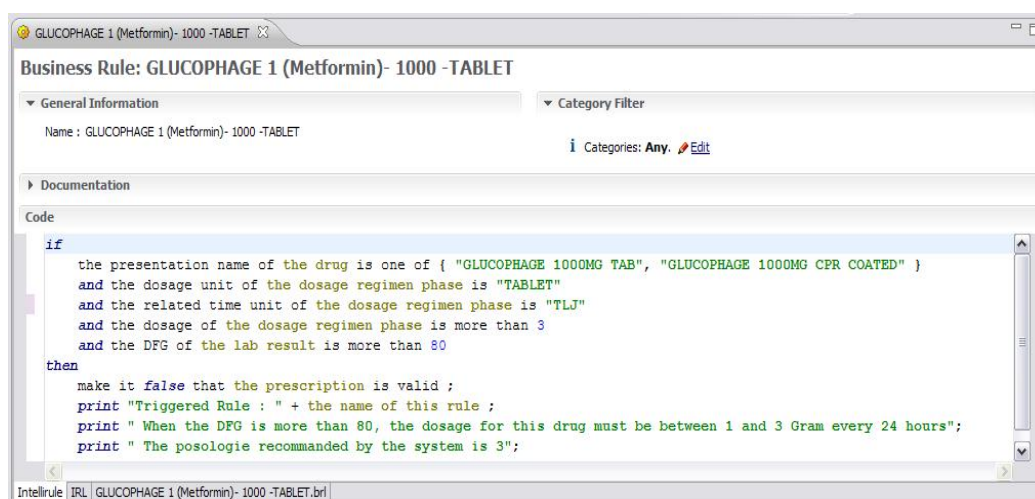 GLUCOPHAGE 1 (Metformin)- 1000 -TABLET
Business Rule: GLUCOPHAGE 1 (Metformin)- 1000 -TABLET
General Information
Category Filter
Name : GLUCOPHAGE 1 (Metformin)- 1000 -TABLET
i Categories: Any. Edit
Documentation
Code
if
the presentation name of the drug is one of { "GLUCOPHAGE 1000MG TAB", "GLUCOPHAGE 1000MG CPR COATED" }
and the dosage unit of the dosage regimen phase is "TABLET"
and the related time unit of the dosage regimen phase is "TLJ"
and the dosage of the dosage regimen phase is more than 3
and the DFG of the lab result is more than 80
then
make it false that the prescription is valid ;
print "Triggered Rule : " + the name of this rule ;
print " When the DFG is more than 80, the dosage for this drug must be between 1 and 3 Gram every 24 hours";
print " The posologie recommanded by the system is 3";
Intellirule IRL GLUCOPHAGE 1 (Metformin)- 1000 -TABLET.brl